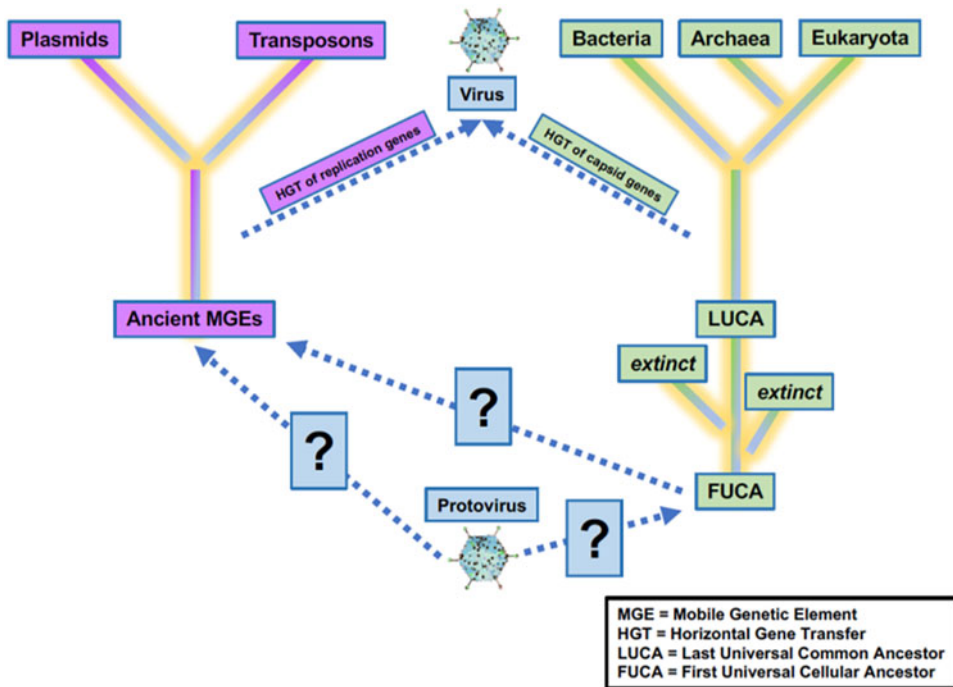 Plasmids
Transposons
Virus
Bacteria
Archaea
Eukaryota
HGT of replication genes
HGT of capsid genes
Ancient MGEs
LUCA
extinct
extinct
?
?
FUCA
Protovirus
?
MGE = Mobile Genetic Element
HGT = Horizontal Gene Transfer
LUCA = Last Universal Common Ancestor
FUCA = First Universal Cellular Ancestor